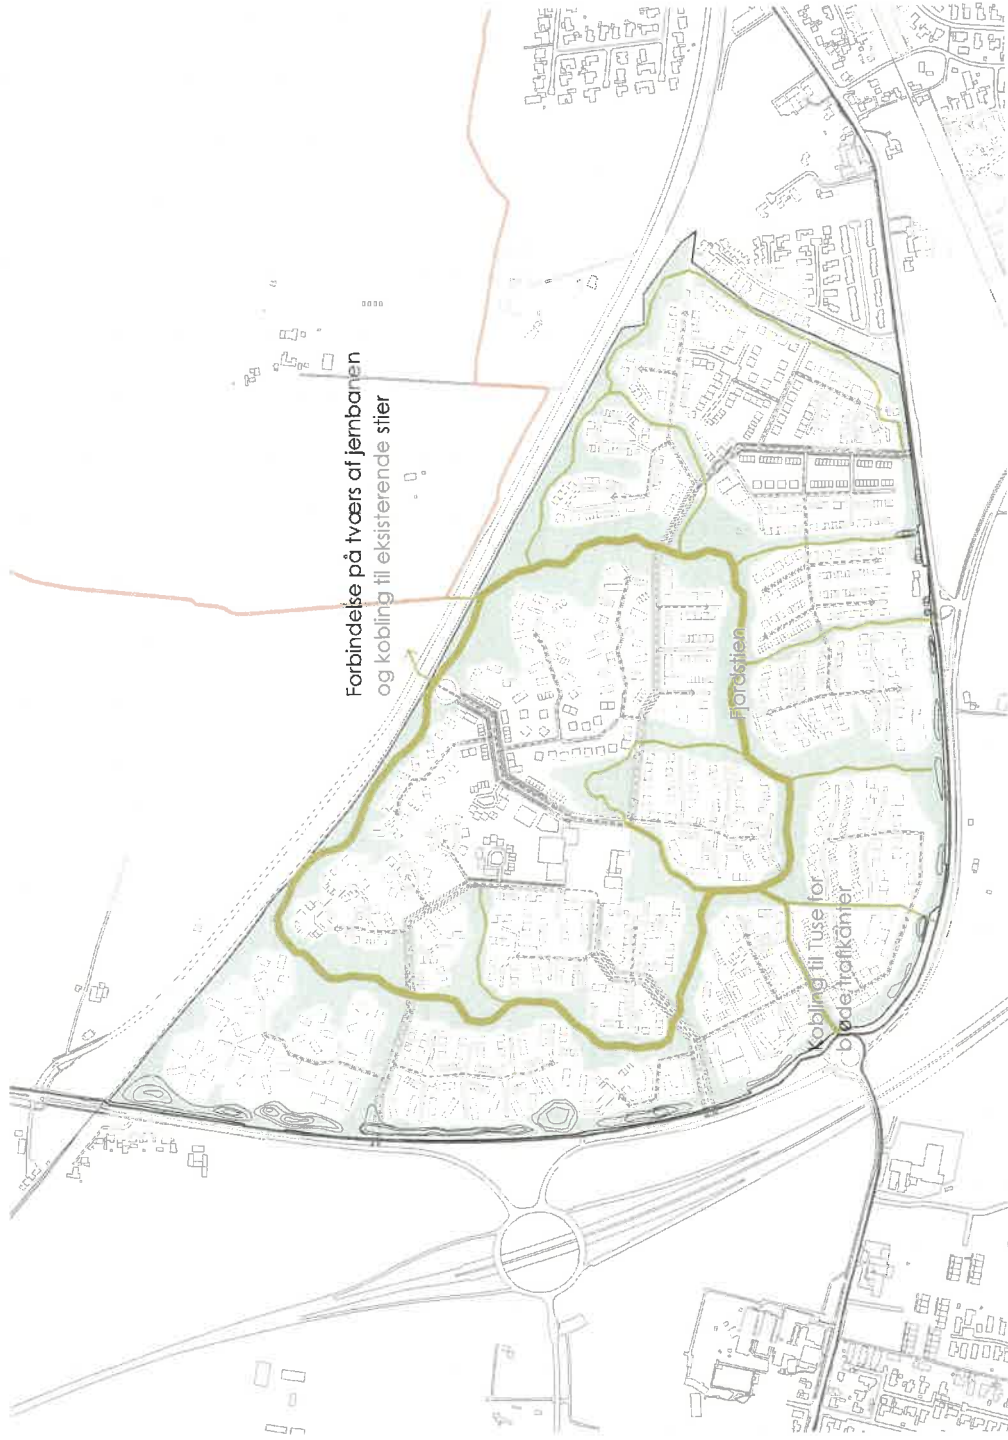 Forbindelse på tværs af jernbanen
og kobling til eksisterende stier
Fjordstien
Kobling til Tuse for
bløde trafikanter